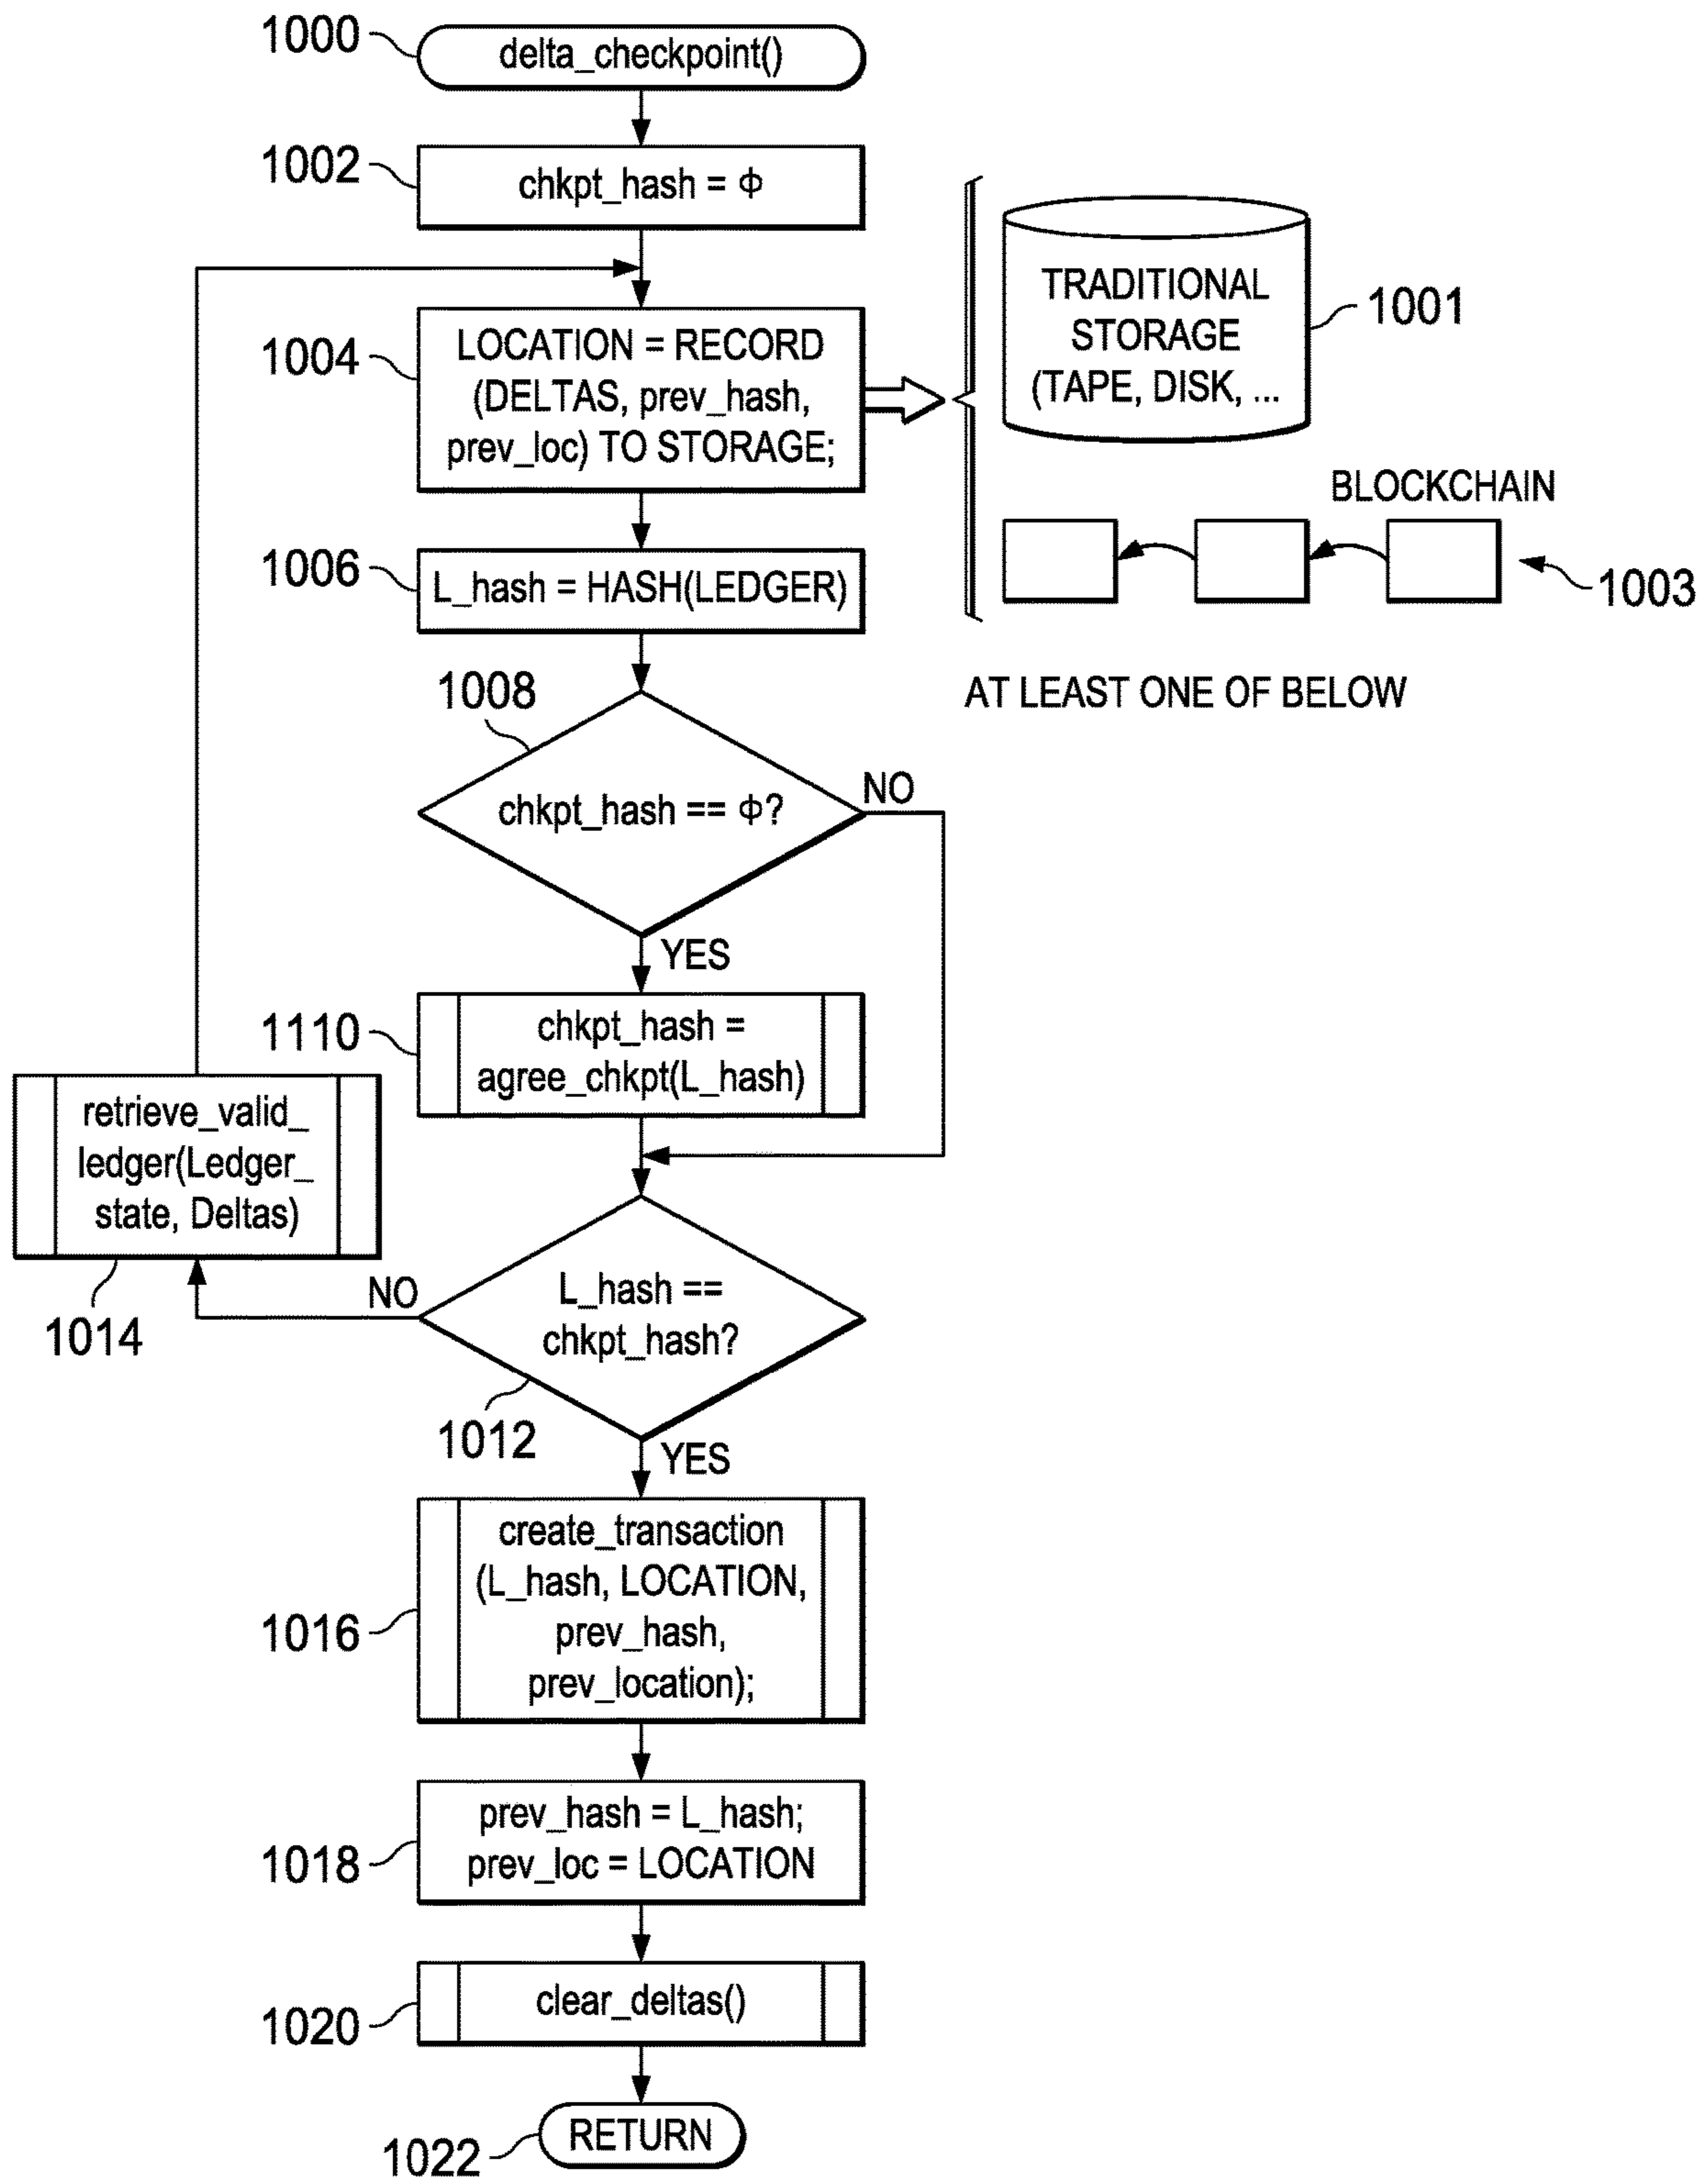 1000
delta_checkpoint()
1002
chkpt_hash = Φ
1004
LOCATION = RECORD
(DELTAS, prev_hash,
prev_loc) TO STORAGE;
TRADITIONAL
STORAGE
(TAPE, DISK, ...
1001
BLOCKCHAIN
1003
AT LEAST ONE OF BELOW
1006
L_hash = HASH(LEDGER)
1008
chkpt_hash == Φ?
NO
YES
1110
chkpt_hash =
agree_chkpt(L_hash)
retrieve_valid_
ledger(Ledger_
state, Deltas)
1014
NO
L_hash ==
chkpt_hash?
1012
YES
1016
create_transaction
(L_hash, LOCATION,
prev_hash,
prev_location);
1018
prev_hash = L_hash;
prev_loc = LOCATION
1020
clear_deltas()
1022
RETURN